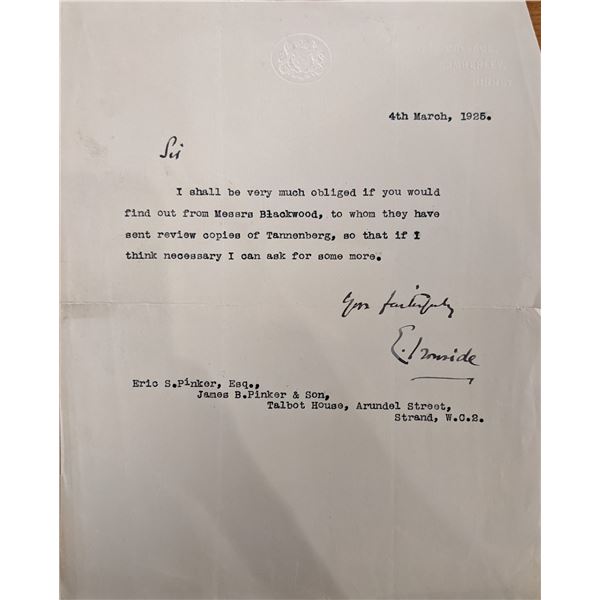 CAMBERLEY,
SURREY
4th March, 1925.
Sir
I shall be very much obliged if you would
find out from Messrs Blackwood, to whom they have
sent review copies of Tannenberg, so that if I
think necessary I can ask for some more.
Yours faithfully
E. Ironside
Eric S.Pinker, Esq.,
James B.Pinker & Son,
Talbot House, Arundel Street,
Strand, W.C.2.